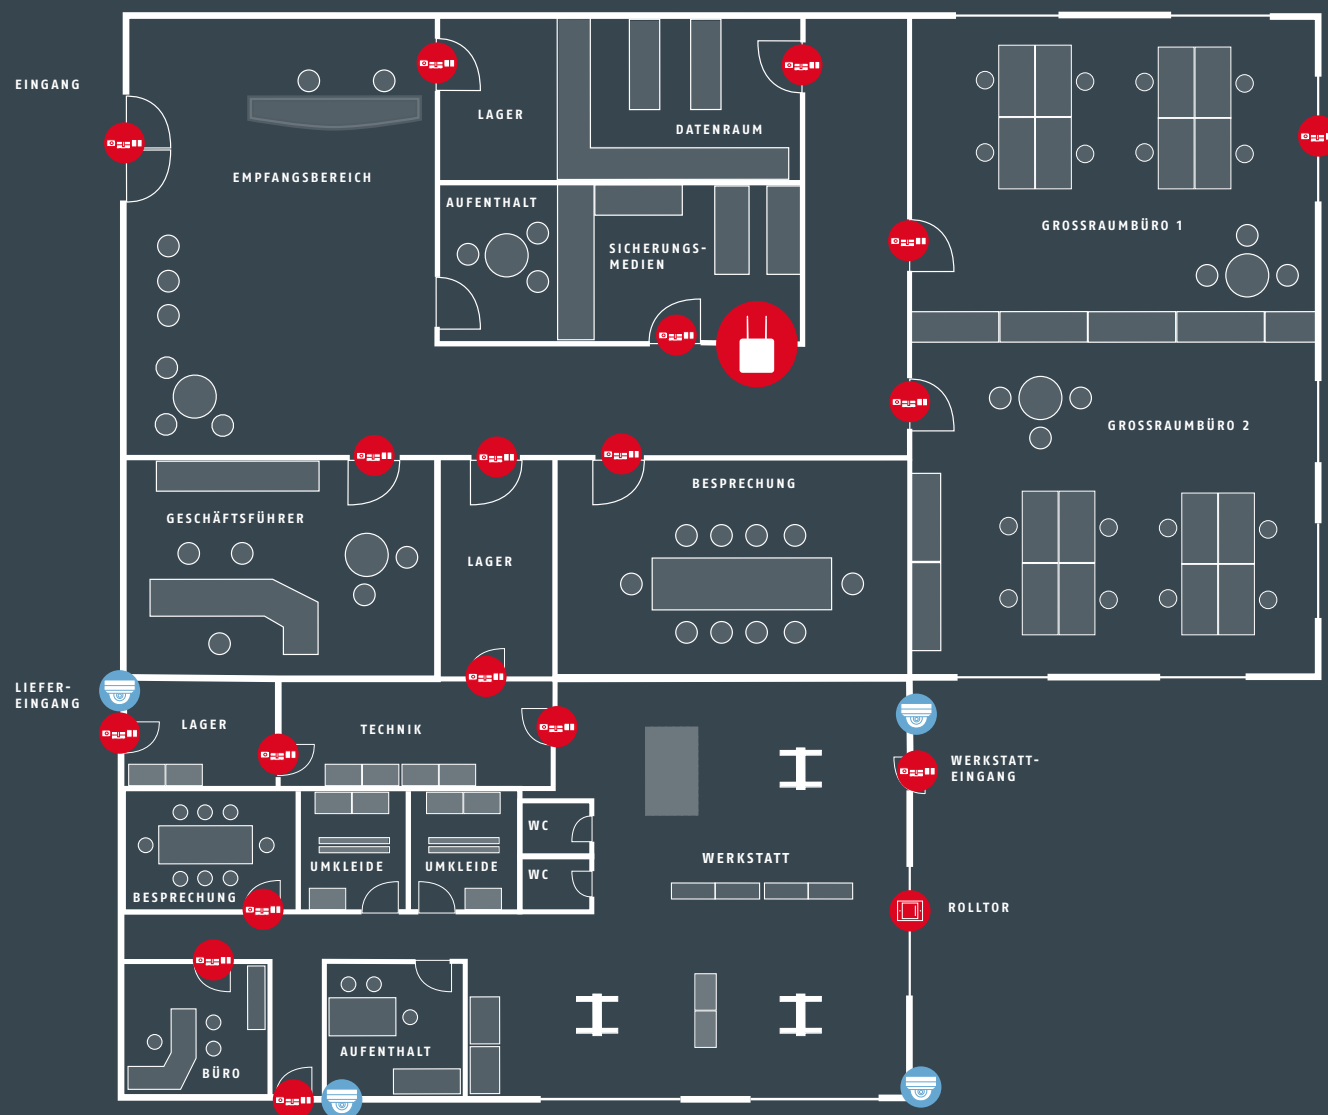 EINGANG
LAGER
DATENRAUM
EMPFANGSBEREICH
AUFENTHALT
GROSSRAUMBÜRO 1
SICHERUNGS-
MEDIEN
GROSSRAUMBÜRO 2
BESPRECHUNG
GESCHÄFTSFÜHRER
LAGER
LIEFER-
EINGANG
LAGER
TECHNIK
WERKSTATT-
EINGANG
WC
WERKSTATT
UMKLEIDE
UMKLEIDE
WC
BESPRECHUNG
ROLLTOR
AUFENTHALT
BÜRO